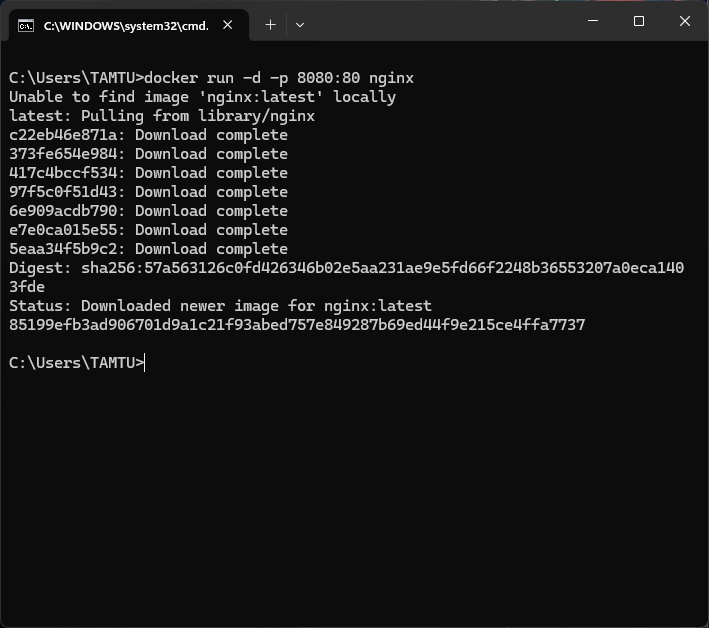 C:\WINDOWS\system32\cmd.
C:\Users\TAMTU>docker run -d -p 8080:80 nginx
Unable to find image 'nginx:latest' locally
latest: Pulling from library/nginx
c22eb46e871a: Download complete
373fe654e984: Download complete
417c4bccf534: Download complete
97f5c0f51d43: Download complete
6e909acdb790: Download complete
e7e0ca015e55: Download complete
5eaa34f5b9c2: Download complete
Digest: sha256:57a563126c0fd426346b02e5aa231ae9e5fd66f2248b36553207a0eca140
3fde
Status: Downloaded newer image for nginx:latest
85199efb3ad906701d9a1c21f93abed757e849287b69ed44f9e215ce4ffa7737
C:\Users\TAMTU>